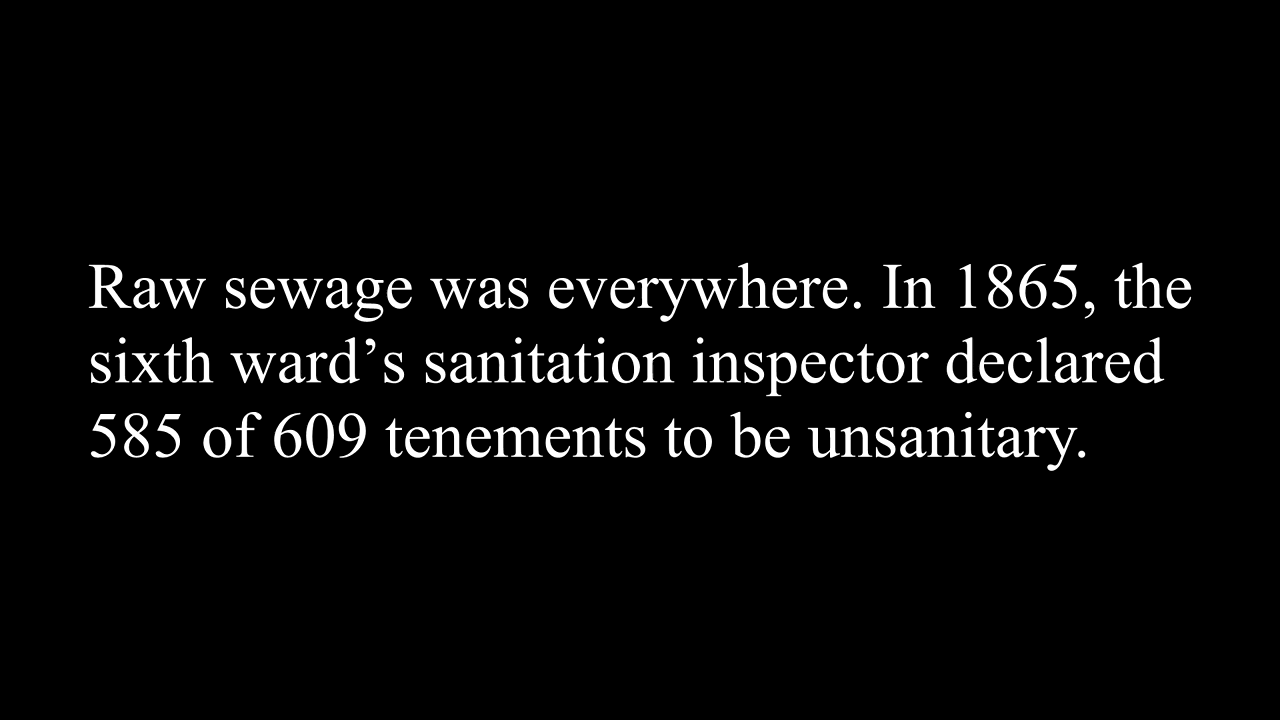 Raw sewage was everywhere. In 1865, the
sixth ward’s sanitation inspector declared
585 of 609 tenements to be unsanitary.